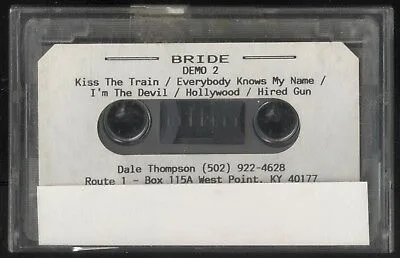 BRIDE
DEMO 2
Kiss The Train / Everybody Knows My Name /
I'm The Devil / Hollywood / Hired Gun
Dale Thompson (502) 922-4628
Route 1 - Box 115A West Point, KY 40177